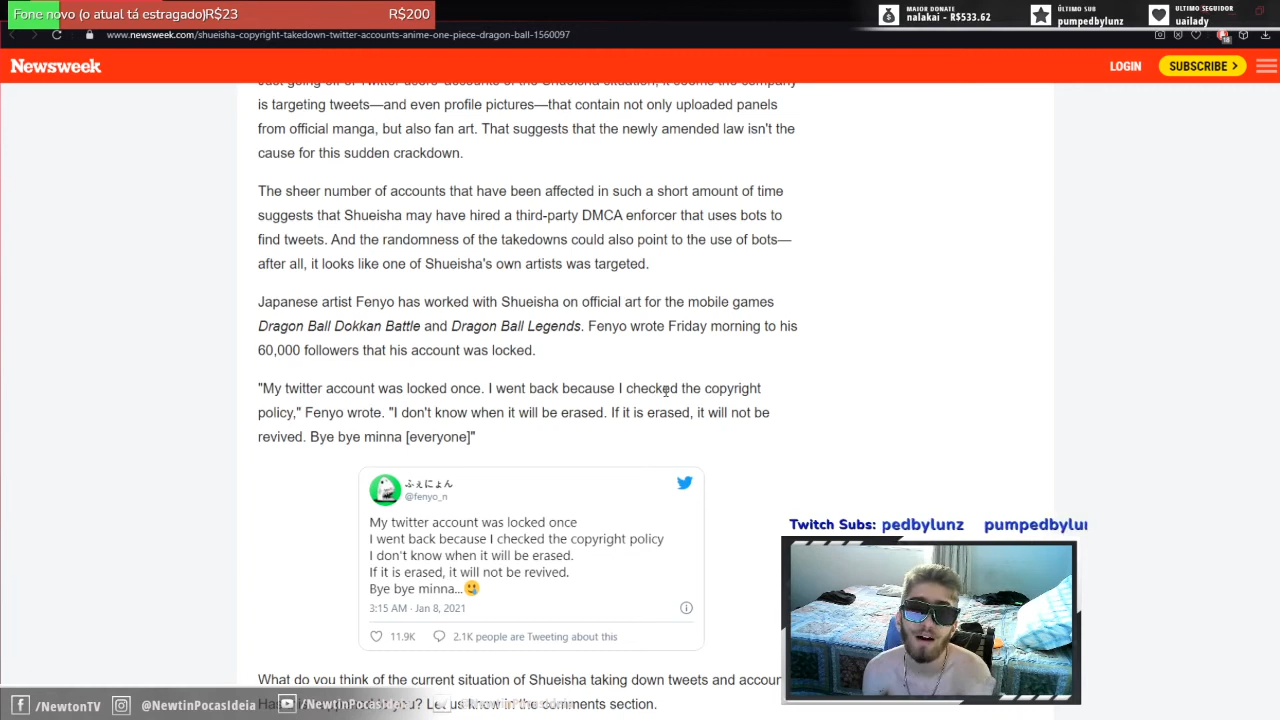 Fone novo (o atual tá estragado)R$23 R$200
MAIOR DONATE
nalakai - R$533.62
ÚLTIMO SUB
pumpedbylunz
ÚLTIMO SEGUIDOR
uailady
www.newsweek.com/shueisha-copyright-takedown-twitter-accounts-anime-one-piece-dragon-ball-1560097
Newsweek LOGIN SUBSCRIBE >
is targeting tweets—and even profile pictures—that contain not only uploaded panels
from official manga, but also fan art. That suggests that the newly amended law isn't the
cause for this sudden crackdown.
The sheer number of accounts that have been affected in such a short amount of time
suggests that Shueisha may have hired a third-party DMCA enforcer that uses bots to
find tweets. And the randomness of the takedowns could also point to the use of bots—
after all, it looks like one of Shueisha's own artists was targeted.
Japanese artist Fenyo has worked with Shueisha on official art for the mobile games
Dragon Ball Dokkan Battle and Dragon Ball Legends. Fenyo wrote Friday morning to his
60,000 followers that his account was locked.
"My twitter account was locked once. I went back because I checked the copyright
policy," Fenyo wrote. "I don't know when it will be erased. If it is erased, it will not be
revived. Bye bye minna [everyone]"
ふぇにょん
@fenyo_n
My twitter account was locked once
I went back because I checked the copyright policy
I don't know when it will be erased.
If it is erased, it will not be revived.
Bye bye minna...🥲
3:15 AM · Jan 8, 2021
11.9K 2.1K people are Tweeting about this
Twitch Subs: pedbylunz pumpedbylu
What do you think of the current situation of Shueisha taking down tweets and accoun
? Let us know in the comments section.
/NewtonTV @NewtinPocasIdeia /NewtinPocasIdeia